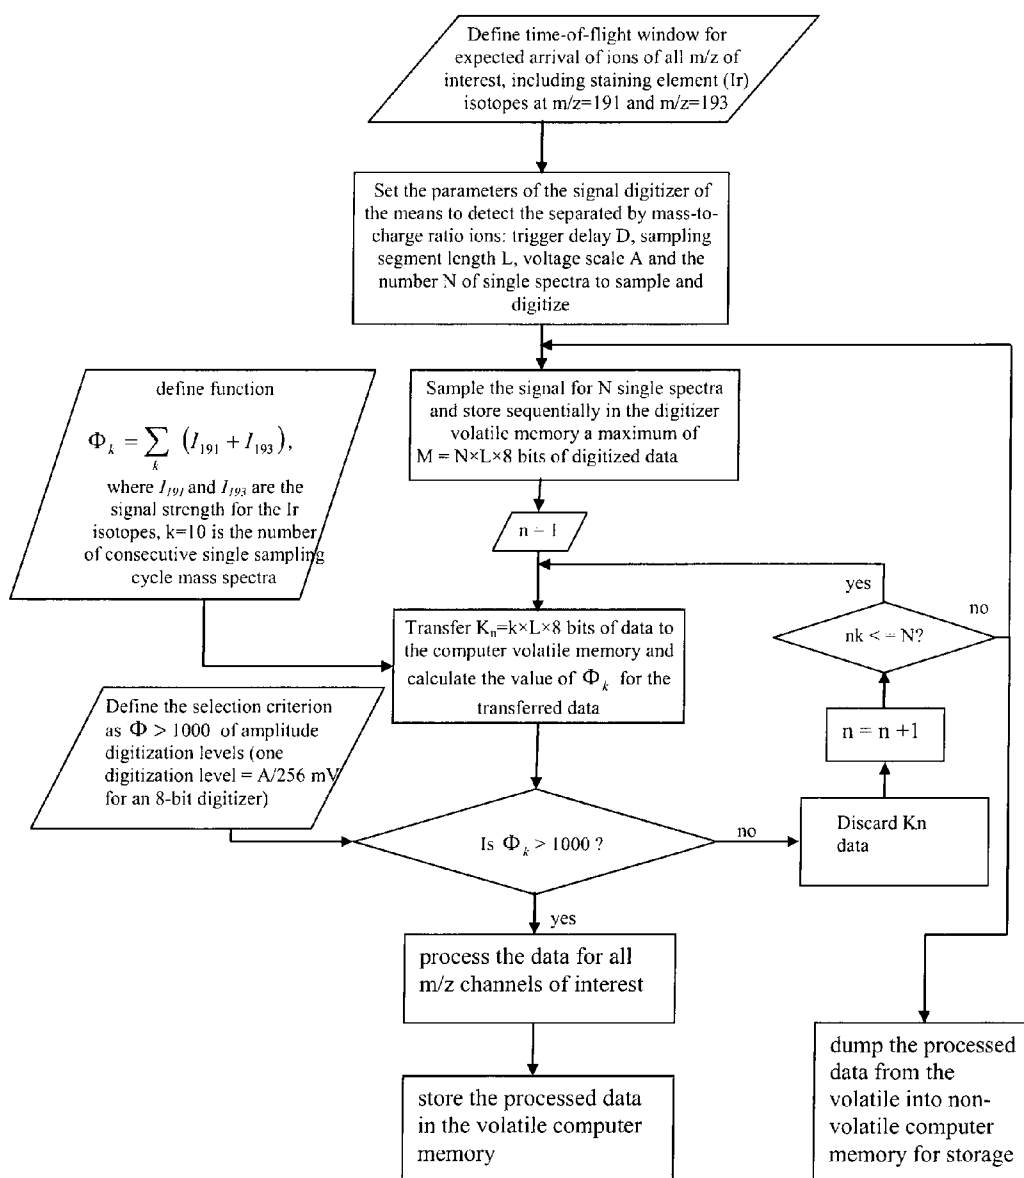 Define time-of-flight window for
expected arrival of ions of all m/z of
interest, including staining element (Ir)
isotopes at m/z=191 and m/z=193
Set the parameters of the signal digitizer of
the means to detect the separated by mass-to-
charge ratio ions: trigger delay D, sampling
segment length L, voltage scale A and the
number N of single spectra to sample and
digitize
Sample the signal for N single spectra
and store sequentially in the digitizer
volatile memory a maximum of
M = N×L×8 bits of digitized data
define function
Φk = ∑k (I191 + I193),
where I191 and I193 are the
signal strength for the Ir
isotopes, k=10 is the number
of consecutive single sampling
cycle mass spectra
n = 1
yes
no
nk <= N?
Transfer Kn=k×L×8 bits of data to
the computer volatile memory and
calculate the value of Φk for the
transferred data
Define the selection criterion
as Φ > 1000 of amplitude
digitization levels (one
digitization level = A/256 mV
for an 8-bit digitizer)
n = n +1
Is Φk > 1000 ?
no
Discard Kn
data
yes
process the data for all
m/z channels of interest
store the processed data
in the volatile computer
memory
dump the processed
data from the
volatile into non-
volatile computer
memory for storage